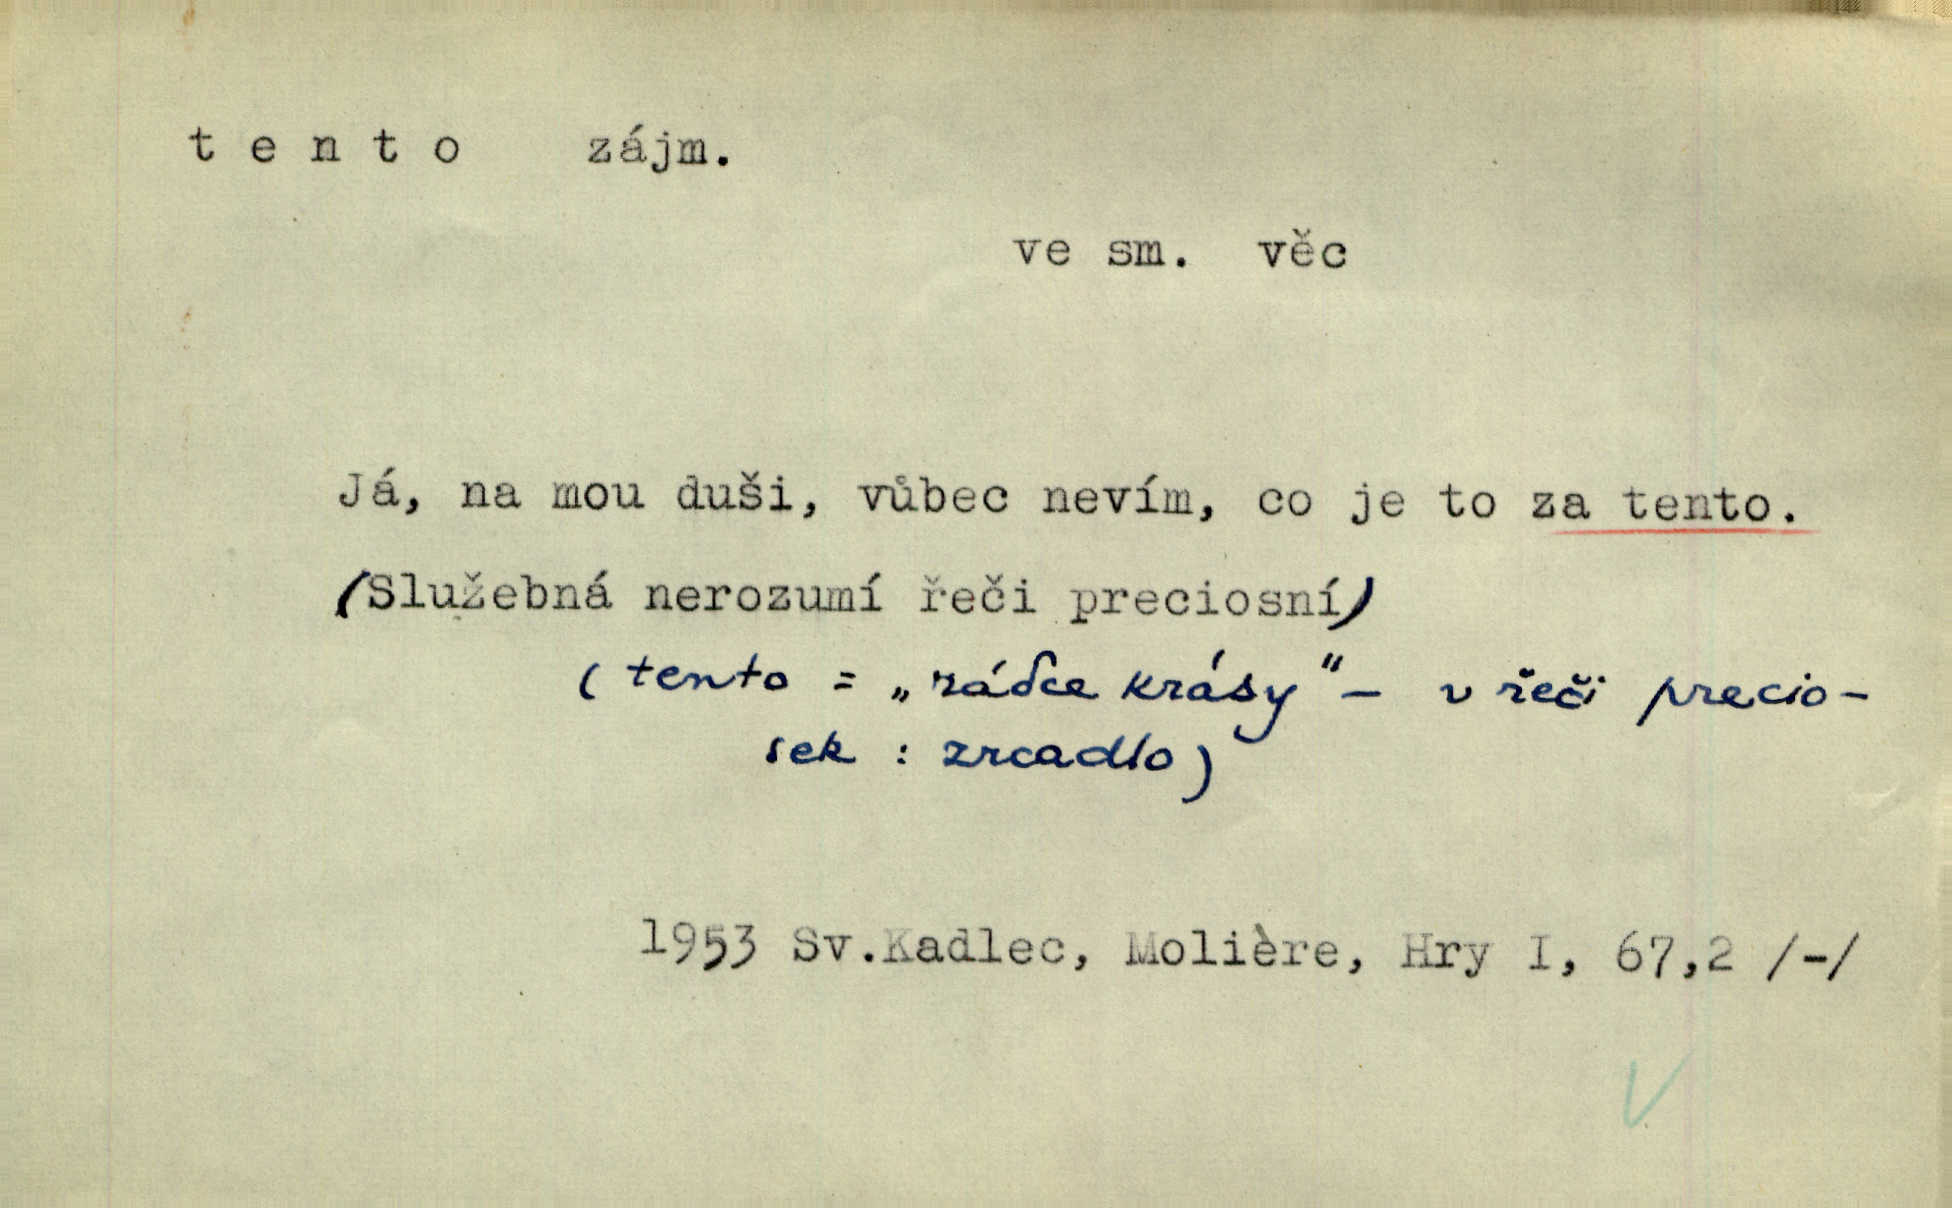 t e n t o zájm.
ve sm. věc
Já, na mou duši, vůbec nevím, co je to za tento.
(Služebná nerozumí řeči preciosní)
(tento = „rádce krásy" – v řeči precio-
sek : zrcadlo)
1953 Sv.Kadlec, Molière, Hry I, 67,2 /-/